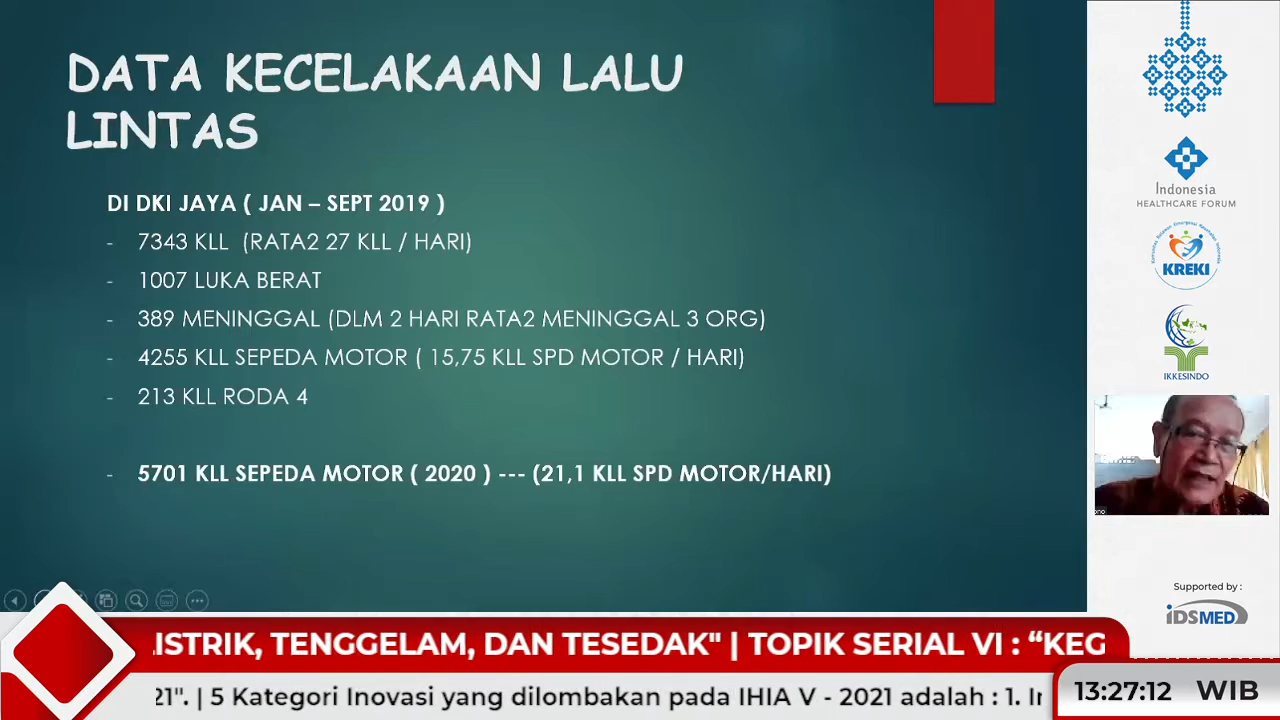 DATA KECELAKAAN LALU
LINTAS
DI DKI JAYA ( JAN – SEPT 2019 )
- 7343 KLL (RATA2 27 KLL / HARI)
- 1007 LUKA BERAT
- 389 MENINGGAL (DLM 2 HARI RATA2 MENINGGAL 3 ORG)
- 4255 KLL SEPEDA MOTOR ( 15,75 KLL SPD MOTOR / HARI)
- 213 KLL RODA 4
- 5701 KLL SEPEDA MOTOR ( 2020 ) --- (21,1 KLL SPD MOTOR/HARI)
Indonesia
HEALTHCARE FORUM
KREKI
IKKESINDO
Supported by :
iDSMED
LISTRIK, TENGGELAM, DAN TESEDAK" | TOPIK SERIAL VI : “KEG
21". | 5 Kategori Inovasi yang dilombakan pada IHIA V - 2021 adalah : 1. In
13:27:12 WIB